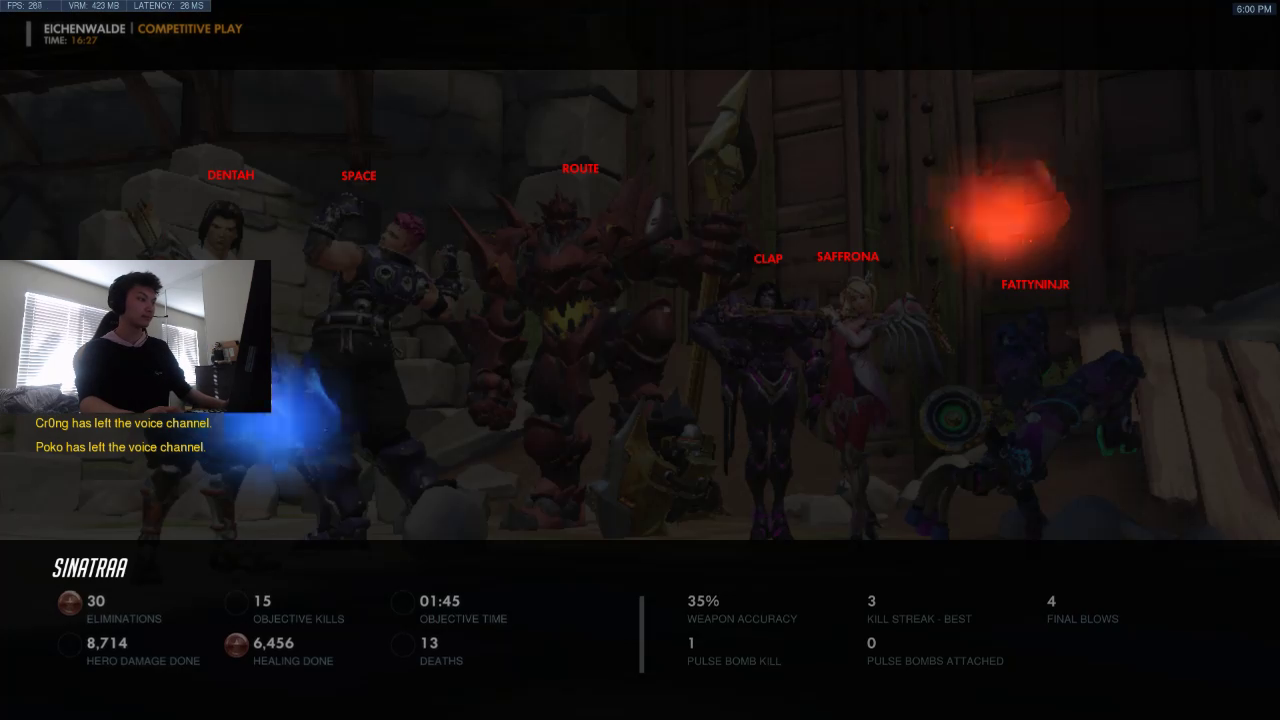 FPS: 288 VRM: 423 MB LATENCY: 26 MS
6:00 PM
EICHENWALDE | COMPETITIVE PLAY
TIME: 16:27
DENTAH
SPACE
ROUTE
CLAP
SAFFRONA
FATTYNINJR
Cr0ng has left the voice channel.
Poko has left the voice channel.
SINATRAA
30
ELIMINATIONS
15
OBJECTIVE KILLS
01:45
OBJECTIVE TIME
35%
WEAPON ACCURACY
3
KILL STREAK - BEST
4
FINAL BLOWS
8,714
HERO DAMAGE DONE
6,456
HEALING DONE
13
DEATHS
1
PULSE BOMB KILL
0
PULSE BOMBS ATTACHED